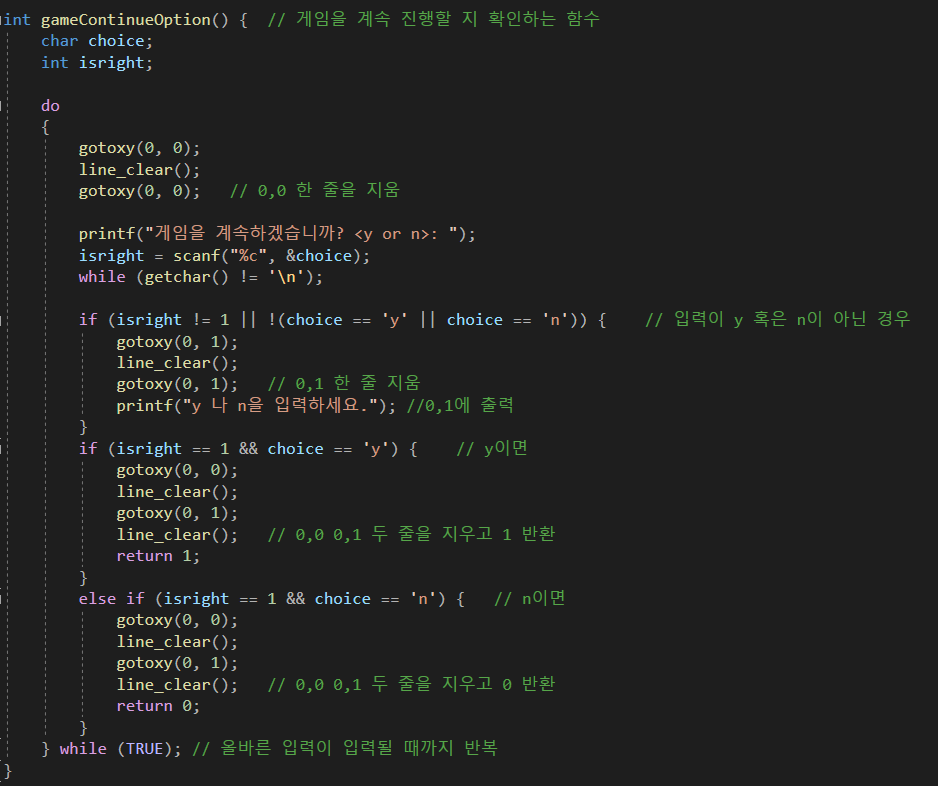 int gameContinueOption() {  // 게임을 계속 진행할 지 확인하는 함수
    char choice;
    int isright;

    do
    {
        gotoxy(0, 0);
        line_clear();
        gotoxy(0, 0);   // 0,0 한 줄을 지움

        printf("게임을 계속하겠습니까? <y or n>: ");
        isright = scanf("%c", &choice);
        while (getchar() != '\n');

        if (isright != 1 || !(choice == 'y' || choice == 'n')) {    // 입력이 y 혹은 n이 아닌 경우
            gotoxy(0, 1);
            line_clear();
            gotoxy(0, 1);   // 0,1 한 줄 지움
            printf("y 나 n을 입력하세요."); //0,1에 출력
        }
        if (isright == 1 && choice == 'y') {    // y이면
            gotoxy(0, 0);
            line_clear();
            gotoxy(0, 1);
            line_clear();   // 0,0 0,1 두 줄을 지우고 1 반환
            return 1;
        }
        else if (isright == 1 && choice == 'n') {   // n이면
            gotoxy(0, 0);
            line_clear();
            gotoxy(0, 1);
            line_clear();   // 0,0 0,1 두 줄을 지우고 0 반환
            return 0;
        }
    } while (TRUE); // 올바른 입력이 입력될 때까지 반복
}